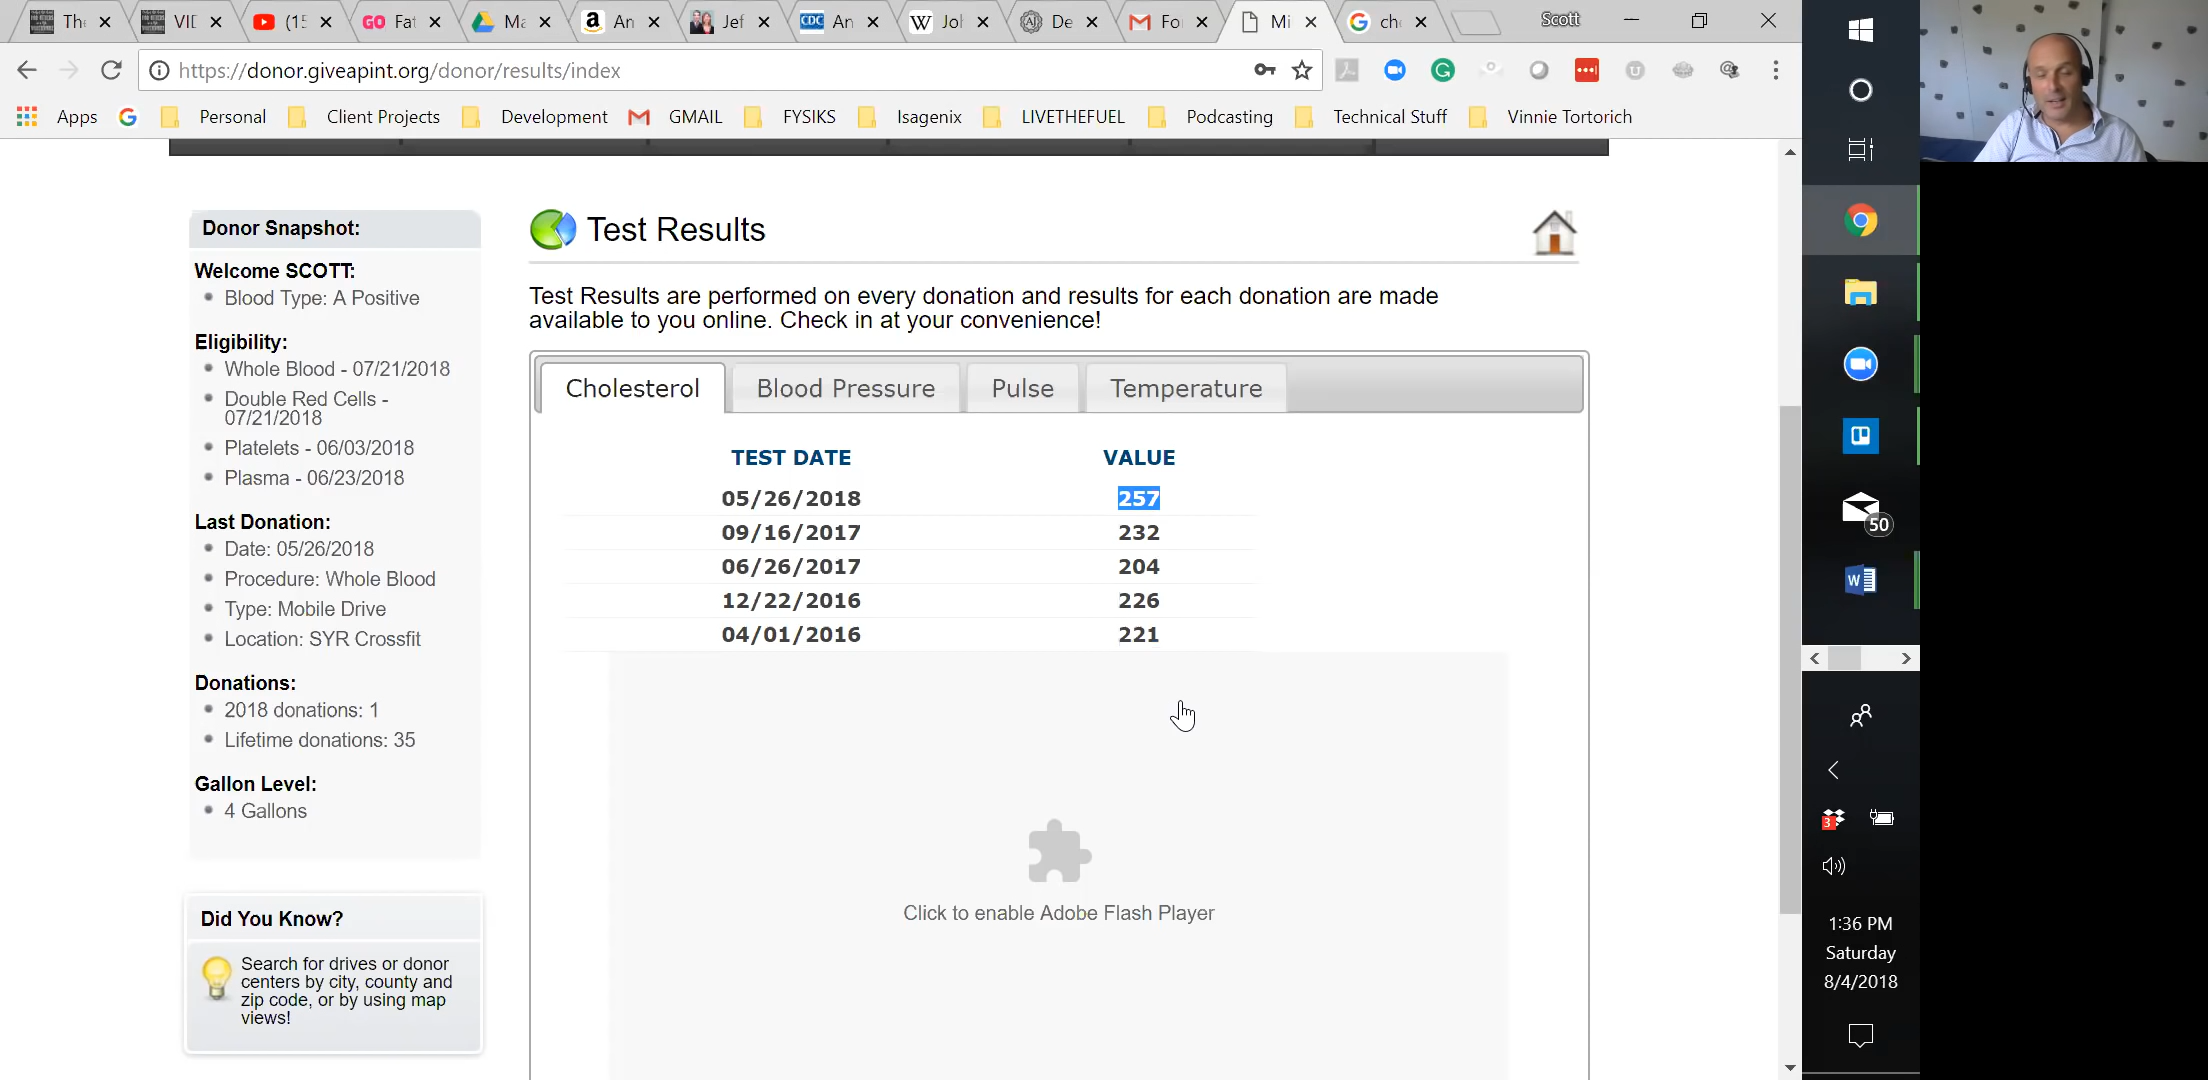 The
VID
(15
GO Fat
Ma
a An
Jef
CDC An
W Jol
De
Fo
Mi
G ch
Scott
https://donor.giveapint.org/donor/results/index
Apps
Personal
Client Projects
Development
GMAIL
FYSIKS
Isagenix
LIVETHEFUEL
Podcasting
Technical Stuff
Vinnie Tortorich
Donor Snapshot:
Welcome SCOTT:
Blood Type: A Positive
Eligibility:
Whole Blood - 07/21/2018
Double Red Cells -
07/21/2018
Platelets - 06/03/2018
Plasma - 06/23/2018
Last Donation:
Date: 05/26/2018
Procedure: Whole Blood
Type: Mobile Drive
Location: SYR Crossfit
Donations:
2018 donations: 1
Lifetime donations: 35
Gallon Level:
4 Gallons
Did You Know?
Search for drives or donor
centers by city, county and
zip code, or by using map
views!
Test Results
Test Results are performed on every donation and results for each donation are made
available to you online. Check in at your convenience!
Cholesterol Blood Pressure Pulse Temperature
TEST DATE VALUE
05/26/2018 257
09/16/2017 232
06/26/2017 204
12/22/2016 226
04/01/2016 221
Click to enable Adobe Flash Player
50
3
1:36 PM
Saturday
8/4/2018